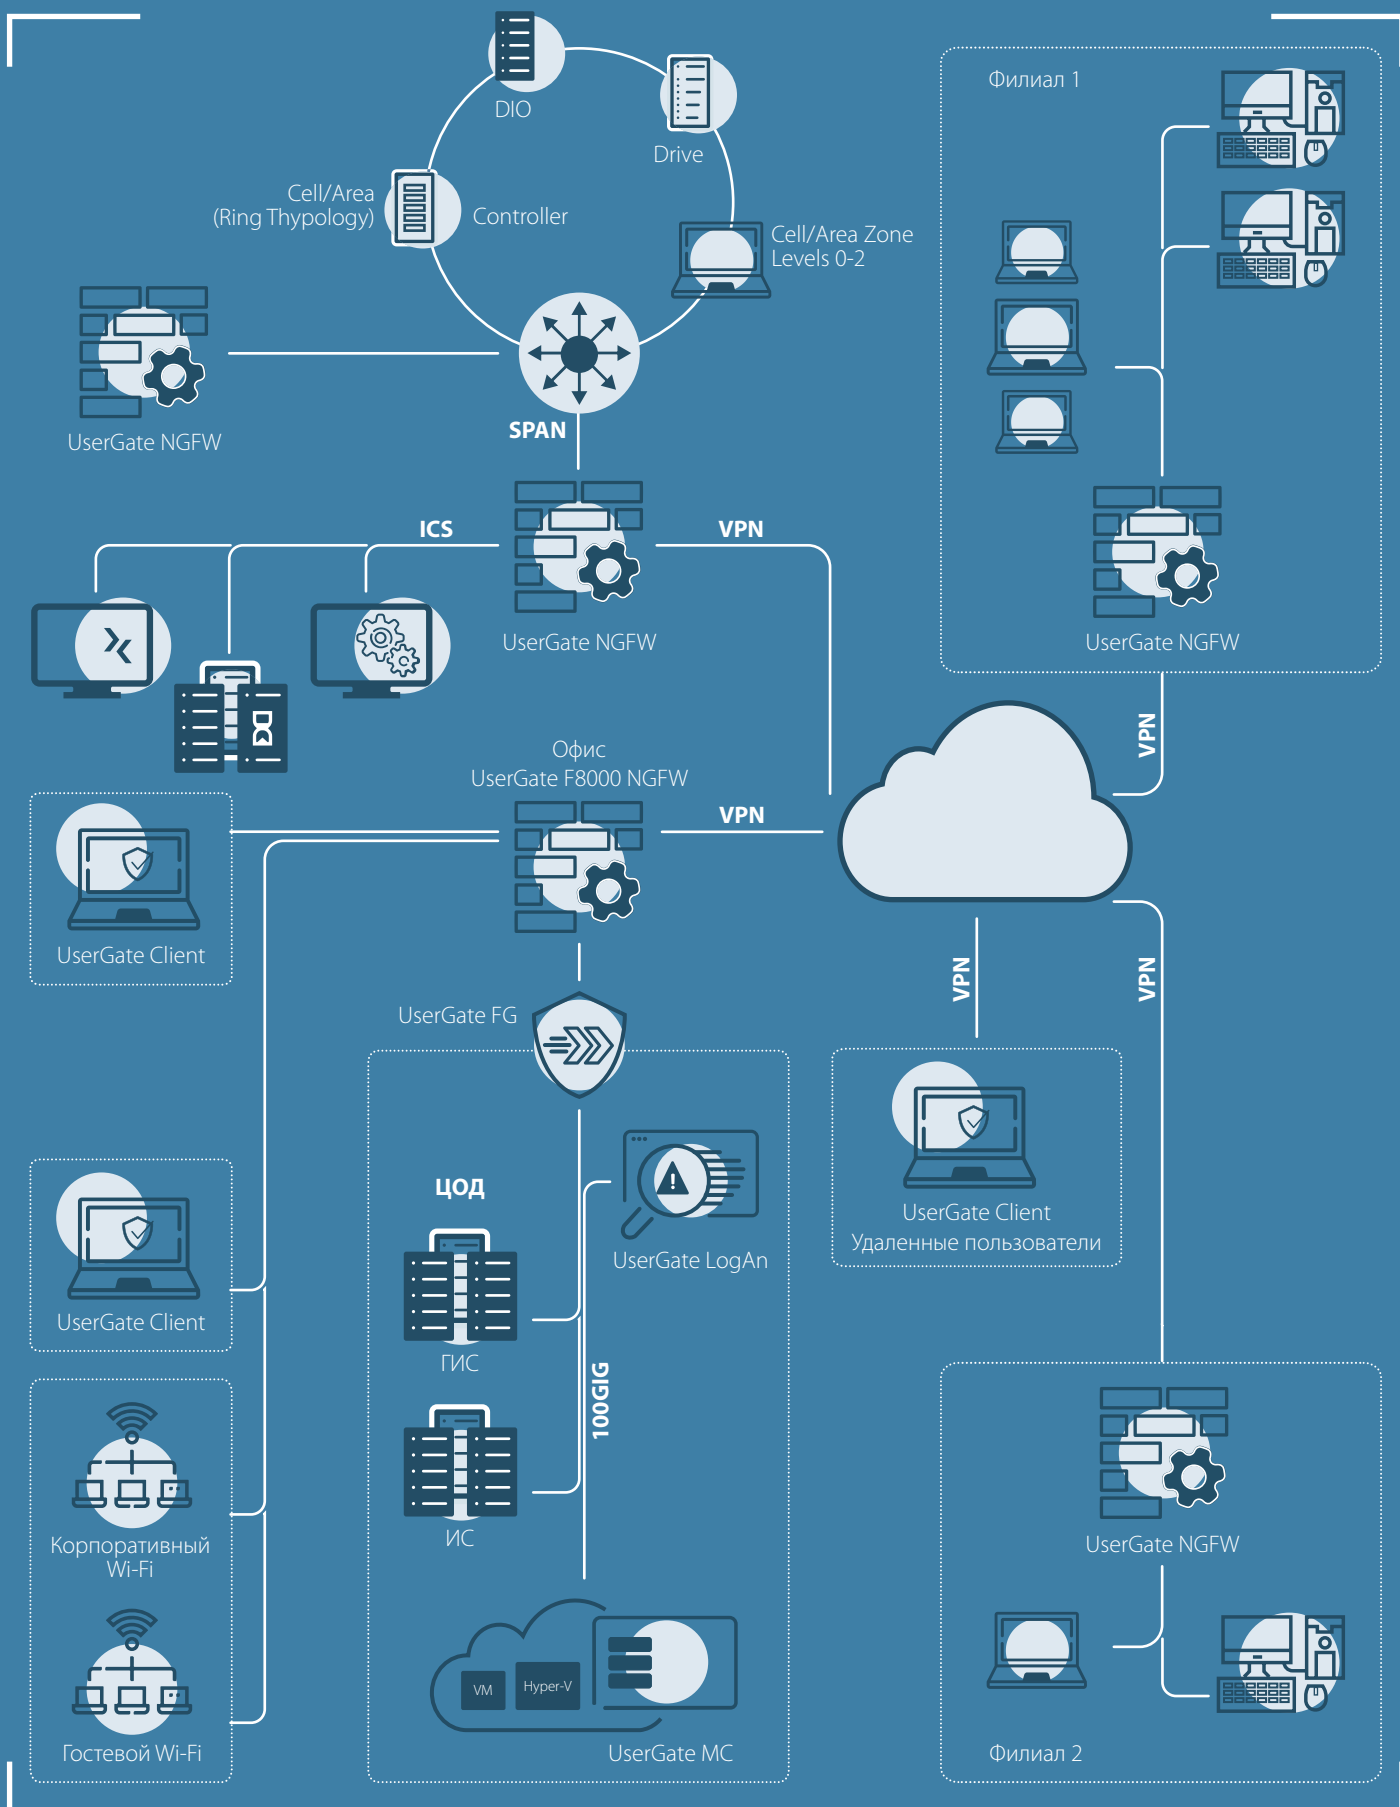 DIO
Drive
Филиал 1
Cell/Area
(Ring Thypology)
Controller
Cell/Area Zone
Levels 0-2
UserGate NGFW
SPAN
ICS
VPN
UserGate NGFW
UserGate NGFW
VPN
Офис
UserGate F8000 NGFW
VPN
UserGate Client
VPN
VPN
UserGate FG
ЦОД
UserGate LogAn
UserGate Client
Удаленные пользователи
UserGate Client
ГИС
100GIG
ИС
Корпоративный
Wi-Fi
UserGate NGFW
VM
Hyper-V
Гостевой Wi-Fi
UserGate MC
Филиал 2